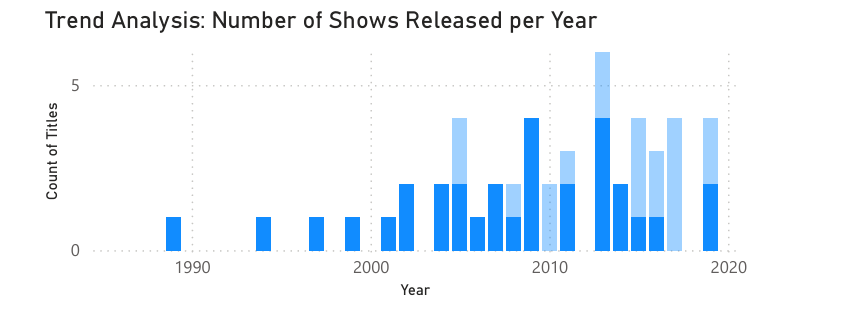 Trend Analysis: Number of Shows Released per Year
5
Count of Titles
0
1990 2000 2010 2020
Year